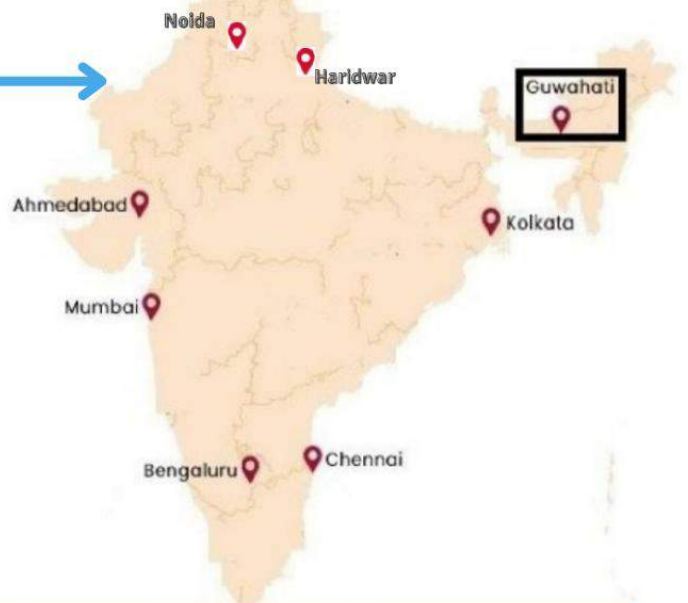 Noida
Haridwar
Guwahati
Ahmedabad
Kolkata
Mumbai
Chennai
Bengaluru